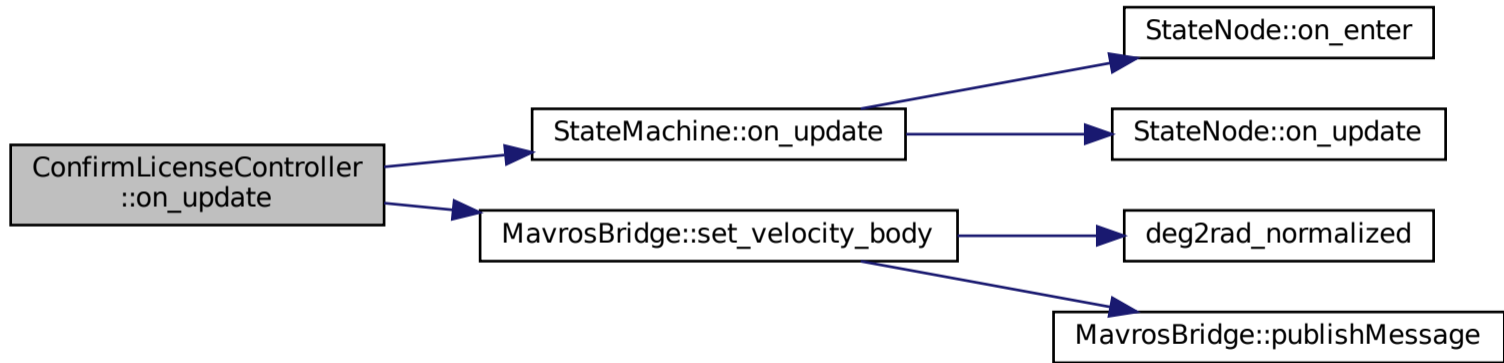 ConfirmLicenseController
::on_update
StateMachine::on_update
MavrosBridge::set_velocity_body
StateNode::on_enter
StateNode::on_update
deg2rad_normalized
MavrosBridge::publishMessage